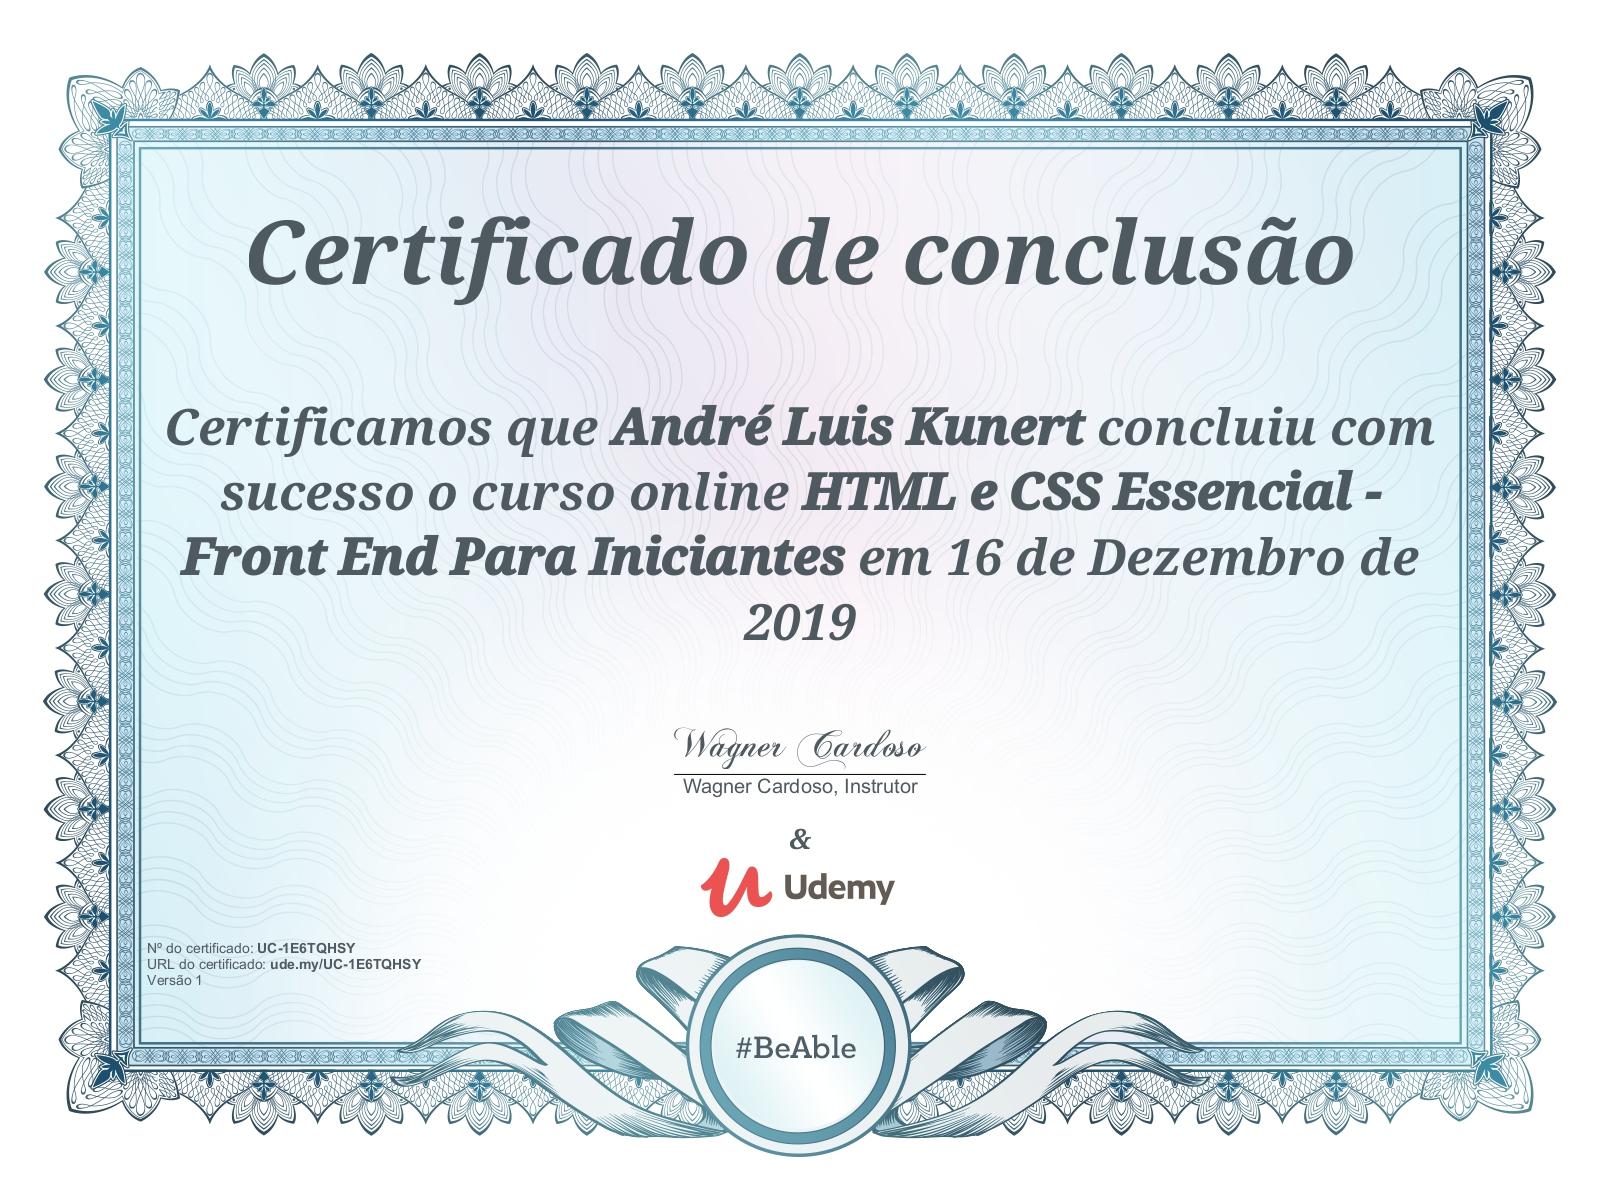 Certificado de conclusão
Certificamos que André Luis Kunert concluiu com
sucesso o curso online HTML e CSS Essencial -
Front End Para Iniciantes em 16 de Dezembro de
2019
Wagner Cardoso
Wagner Cardoso, Instrutor
&
Udemy
Nº do certificado: UC-1E6TQHSY
URL do certificado: ude.my/UC-1E6TQHSY
Versão 1
#BeAble